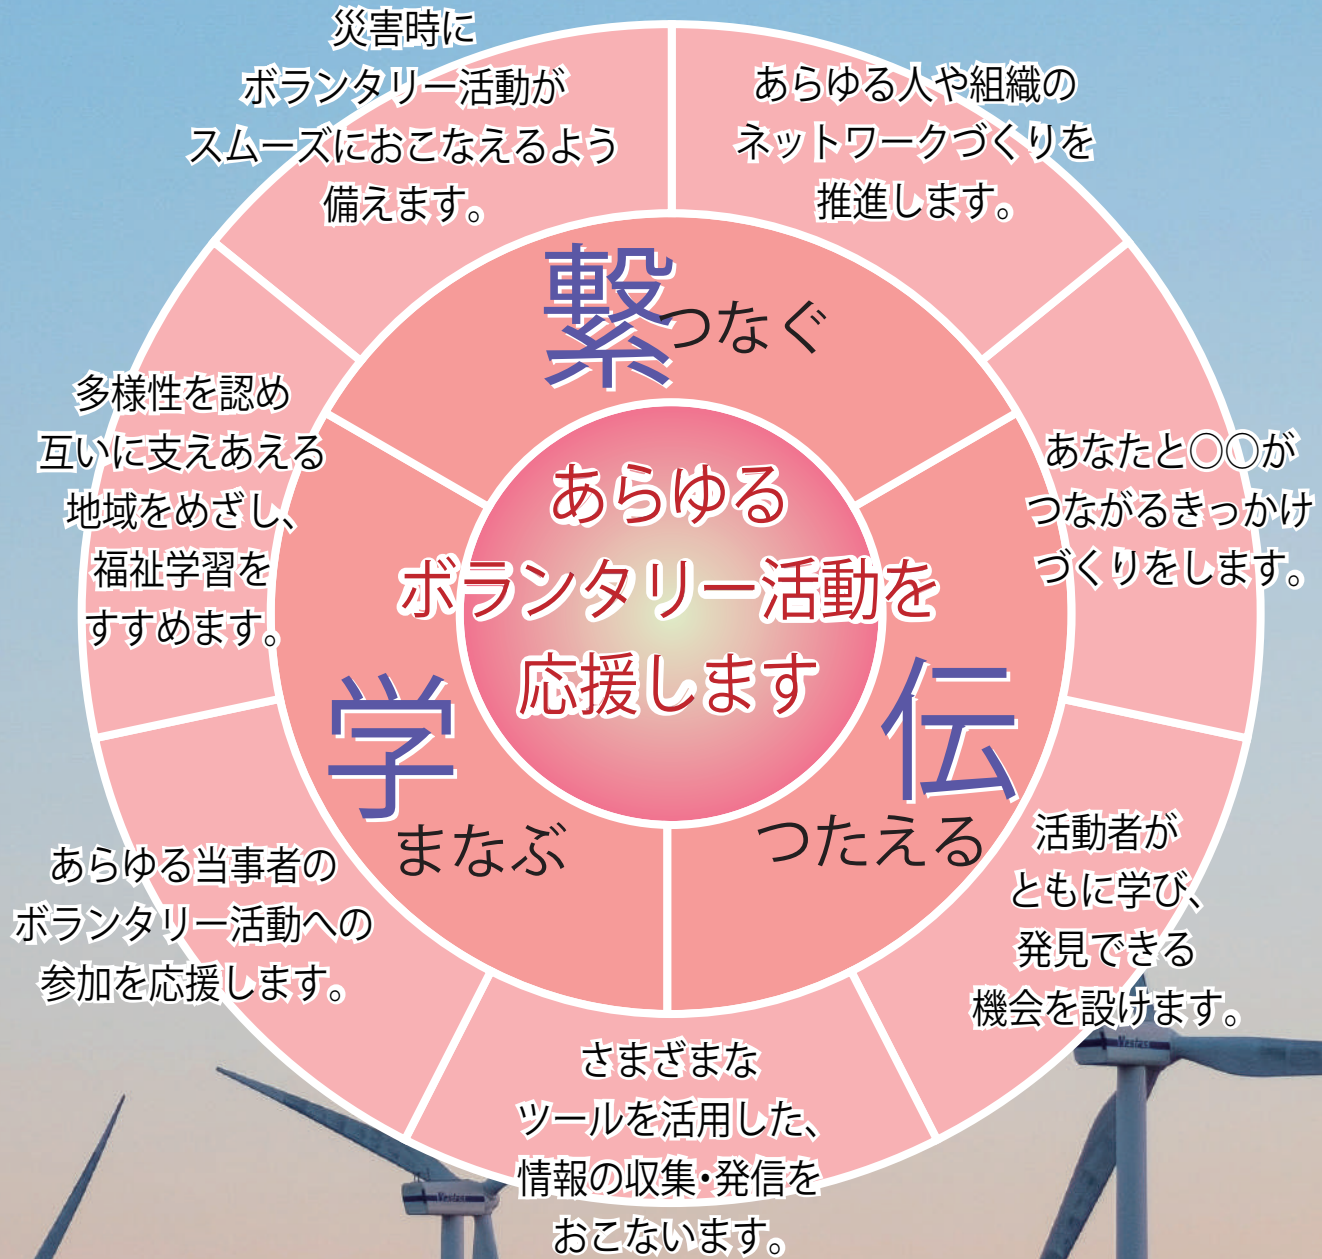 災害時に
ボランタリー活動が
スムーズにおこなえるよう
備えます。
あらゆる人や組織の
ネットワークづくりを
推進します。
繋
つなぐ
多様性を認め
互いに支えあえる
地域をめざし、
福祉学習を
すすめます。
あなたと○○が
つながるきっかけ
づくりをします。
あらゆる
ボランタリー活動を
応援します
学
まなぶ
伝
つたえる
あらゆる当事者の
ボランタリー活動への
参加を応援します。
活動者が
ともに学び、
発見できる
機会を設けます。
さまざまな
ツールを活用した、
情報の収集・発信を
おこないます。
Vestas
Vestas